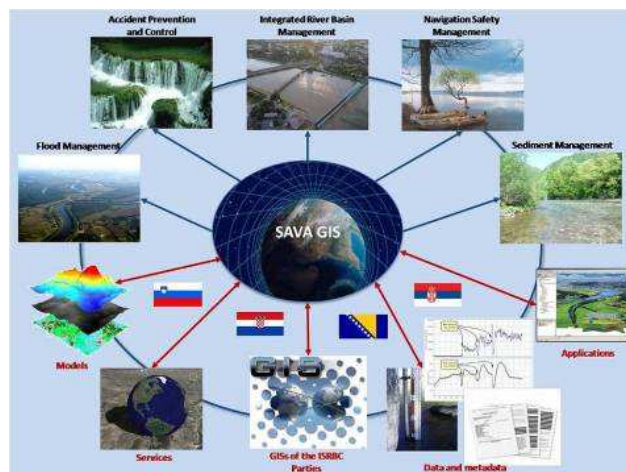 Accident Prevention
and Control
Integrated River Basin
Management
Navigation Safety
Management
Flood Management
Sediment Management
SAVA GIS
Models
Applications
Services
GIS
GISs of the ISRBC
Parties
Data and metadata